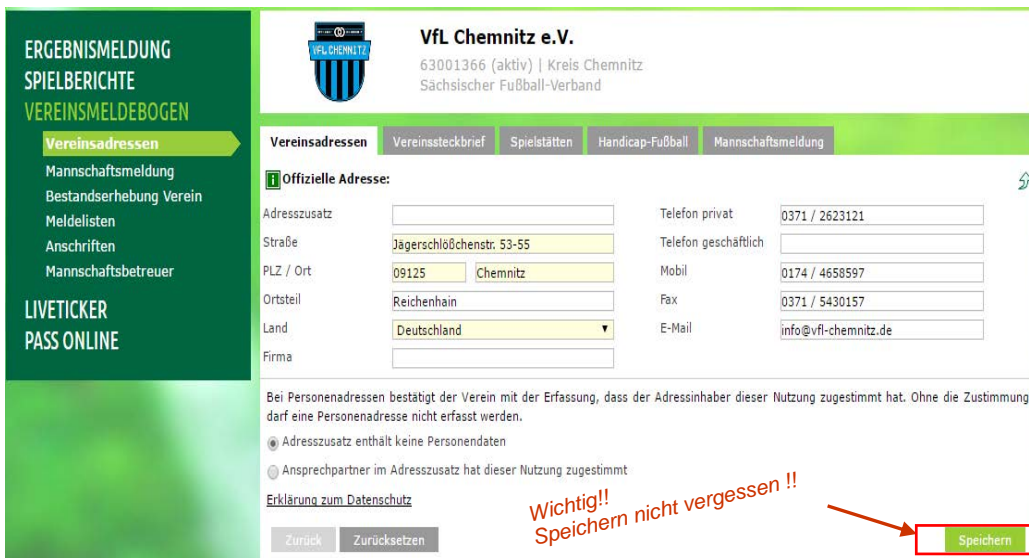 ERGEBNISMELDUNG
SPIELBERICHTE
VEREINSMELDEBOGEN
Vereinsadressen
Mannschaftsmeldung
Bestandserhebung Verein
Meldelisten
Anschriften
Mannschaftsbetreuer
LIVETICKER
PASS ONLINE
VFL CHEMNITZ
VfL Chemnitz e.V.
63001366 (aktiv) | Kreis Chemnitz
Sächsischer Fußball-Verband
Vereinsadressen Vereinssteckbrief Spielstätten Handicap-Fußball Mannschaftsmeldung
i Offizielle Adresse:
Adresszusatz
Straße Jägerschlößchenstr. 53-55
PLZ / Ort 09125 Chemnitz
Ortsteil Reichenhain
Land Deutschland
Firma
Telefon privat 0371 / 2623121
Telefon geschäftlich
Mobil 0174 / 4658597
Fax 0371 / 5430157
E-Mail info@vfl-chemnitz.de
Bei Personenadressen bestätigt der Verein mit der Erfassung, dass der Adressinhaber dieser Nutzung zugestimmt hat. Ohne die Zustimmung
darf eine Personenadresse nicht erfasst werden.
Adresszusatz enthält keine Personendaten
Ansprechpartner im Adresszusatz hat dieser Nutzung zugestimmt
Erklärung zum Datenschutz
Wichtig!!
Speichern nicht vergessen !!
Zurück Zurücksetzen Speichern